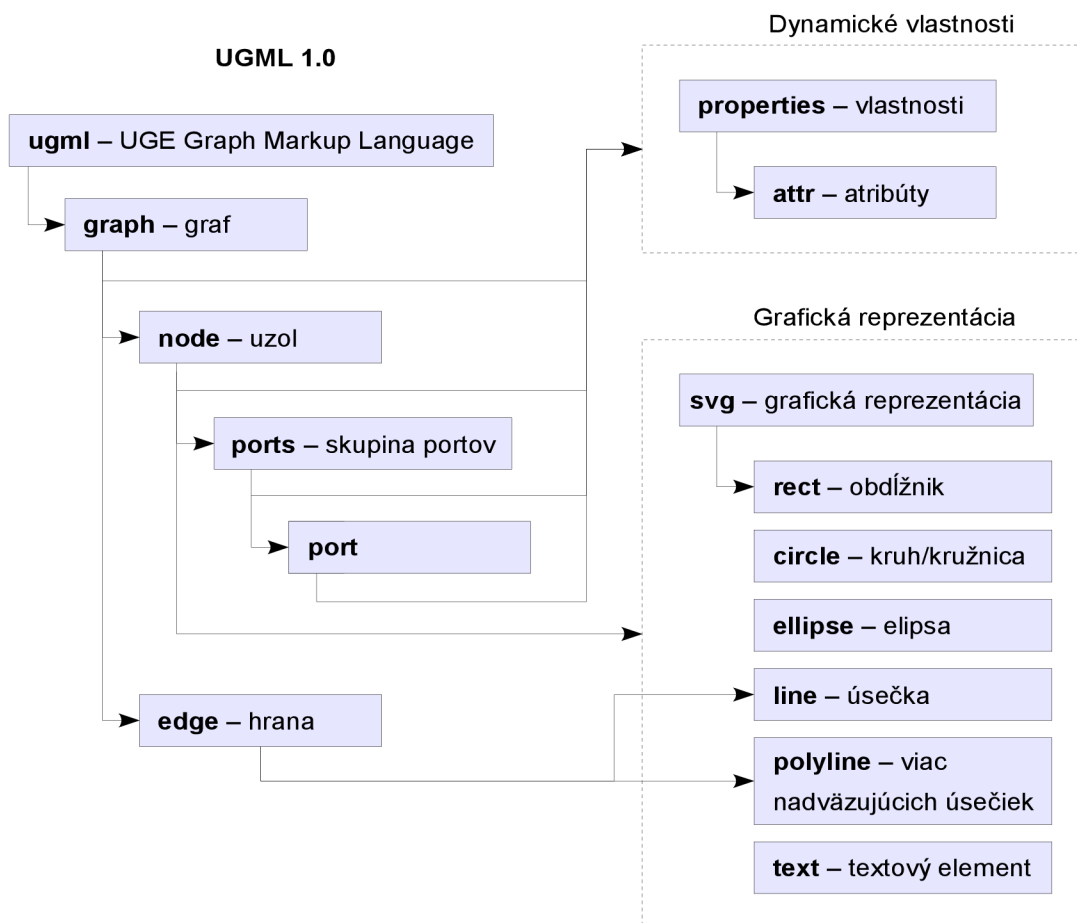 UGML 1.0
ugml – UGE Graph Markup Language
graph – graf
node – uzol
ports – skupina portov
port
edge – hrana
Dynamické vlastnosti
properties – vlastnosti
attr – atribúty
Grafická reprezentácia
svg – grafická reprezentácia
rect – obdĺžnik
circle – kruh/kružnica
ellipse – elipsa
line – úsečka
polyline – viac
nadväzujúcich úsečiek
text – textový element